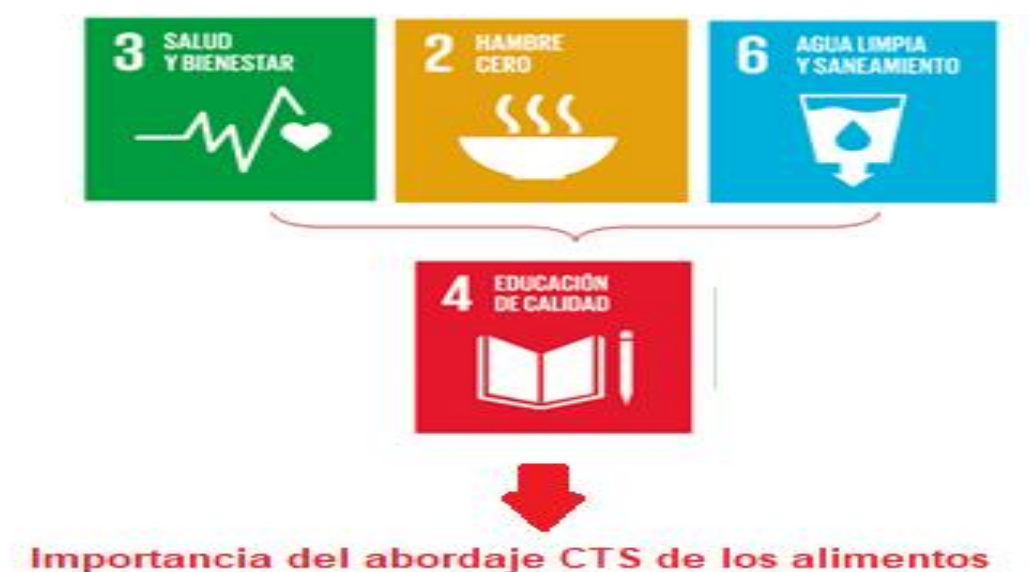 3 SALUD
Y BIENESTAR
2 HAMBRE
CERO
6 AGUA LIMPIA
Y SANEAMIENTO
4 EDUCACIÓN
DE CALIDAD
Importancia del abordaje CTS de los alimentos